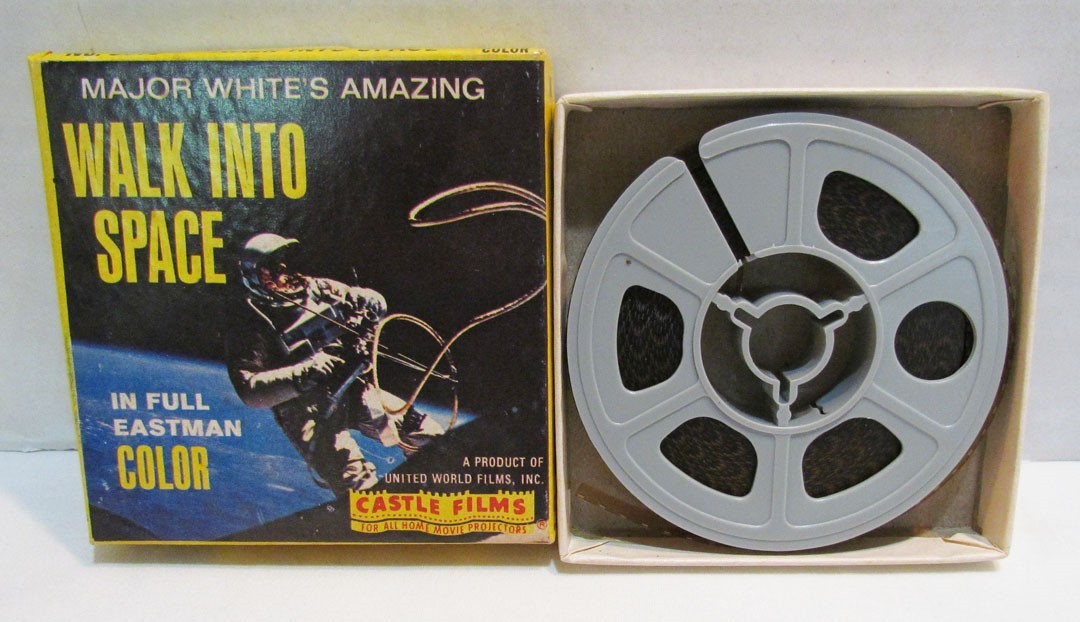 COLOR
MAJOR WHITE'S AMAZING
WALK INTO
SPACE
IN FULL
EASTMAN
COLOR
A PRODUCT OF
UNITED WORLD FILMS, INC.
CASTLE FILMS
FOR ALL HOME MOVIE PROJECTORS ®